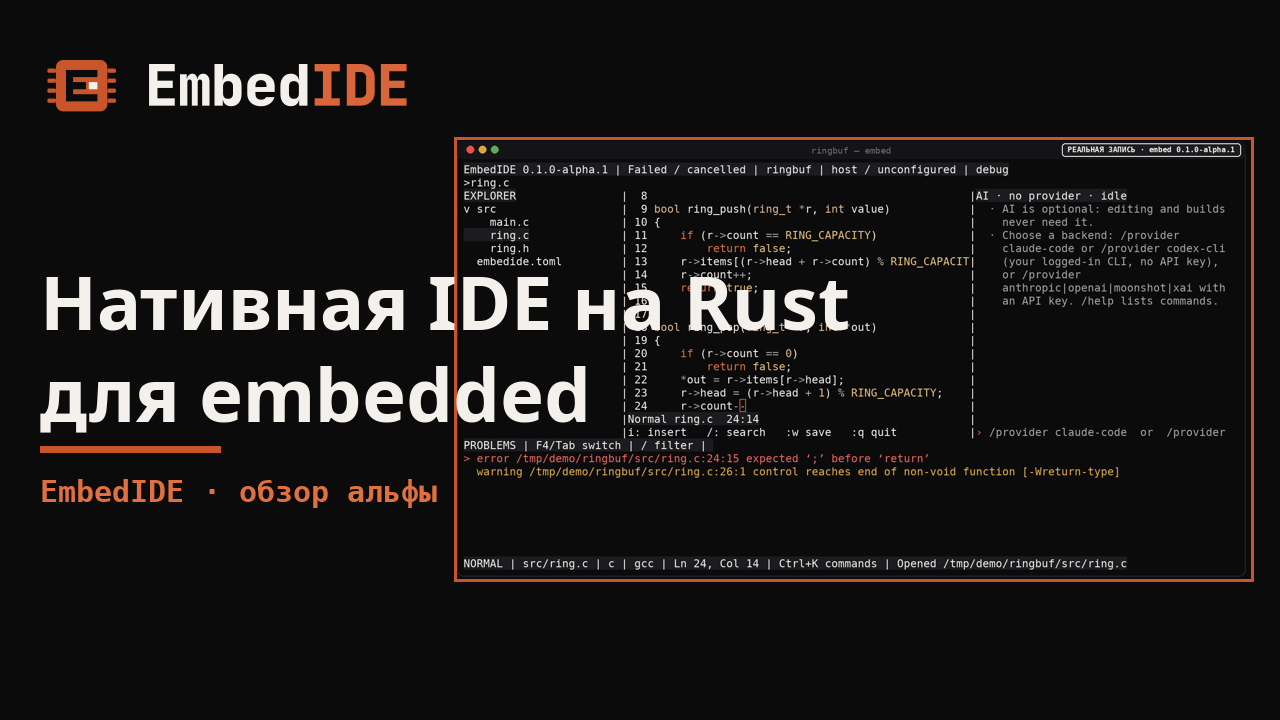 EmbedIDE
Нативная IDE на Rust
для embedded
EmbedIDE · обзор альфы
ringbuf — embed
РЕАЛЬНАЯ ЗАПИСЬ · embed 0.1.0-alpha.1
EmbedIDE 0.1.0-alpha.1 | Failed / cancelled | ringbuf | host / unconfigured | debug
>ring.c
EXPLORER | 8 |AI · no provider · idle
v src | 9 bool ring_push(ring_t *r, int value) | · AI is optional: editing and builds
main.c | 10 { | never need it.
ring.c | 11 if (r->count == RING_CAPACITY) | · Choose a backend: /provider
ring.h | 12 return false; | claude-code or /provider codex-cli
embedide.toml | 13 r->items[(r->head + r->count) % RING_CAPACIT| (your logged-in CLI, no API key),
| 14 r->count++; | or /provider
| 15 return true; | anthropic|openai|moonshot|xai with
| an API key. /help lists commands.
|
bool out) |
| 19 { |
| 20 if (r->count == 0) |
| 21 return false; |
| 22 *out = r->items[r->head]; |
| 23 r->head = (r->head + 1) % RING_CAPACITY; |
| 24 r->count-- |
|Normal ring.c 24:14 |
|i: insert /: search :w save :q quit |› /provider claude-code or /provider
PROBLEMS | F4/Tab switch | / filter |
> error /tmp/demo/ringbuf/src/ring.c:24:15 expected ‘;’ before ‘return’
warning /tmp/demo/ringbuf/src/ring.c:26:1 control reaches end of non-void function [-Wreturn-type]
NORMAL | src/ring.c | c | gcc | Ln 24, Col 14 | Ctrl+K commands | Opened /tmp/demo/ringbuf/src/ring.c